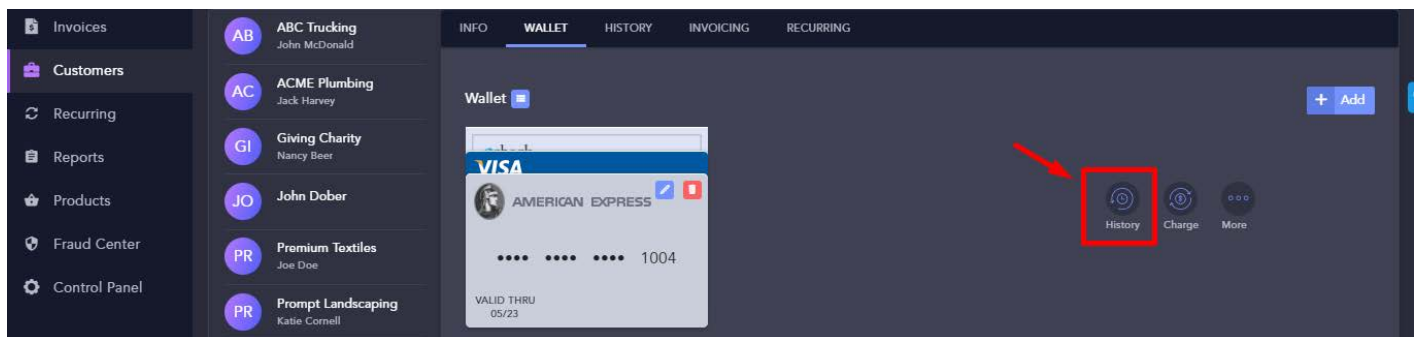 Invoices
Customers
Recurring
Reports
Products
Fraud Center
Control Panel
AB
ABC Trucking
John McDonald
AC
ACME Plumbing
Jack Harvey
GI
Giving Charity
Nancy Beer
JO
John Dober
PR
Premium Textiles
Joe Doe
PR
Prompt Landscaping
Katie Cornell
INFO WALLET HISTORY INVOICING RECURRING
Wallet
+ Add
VISA
AMERICAN EXPRESS
•••• •••• •••• 1004
VALID THRU
05/23
History Charge More